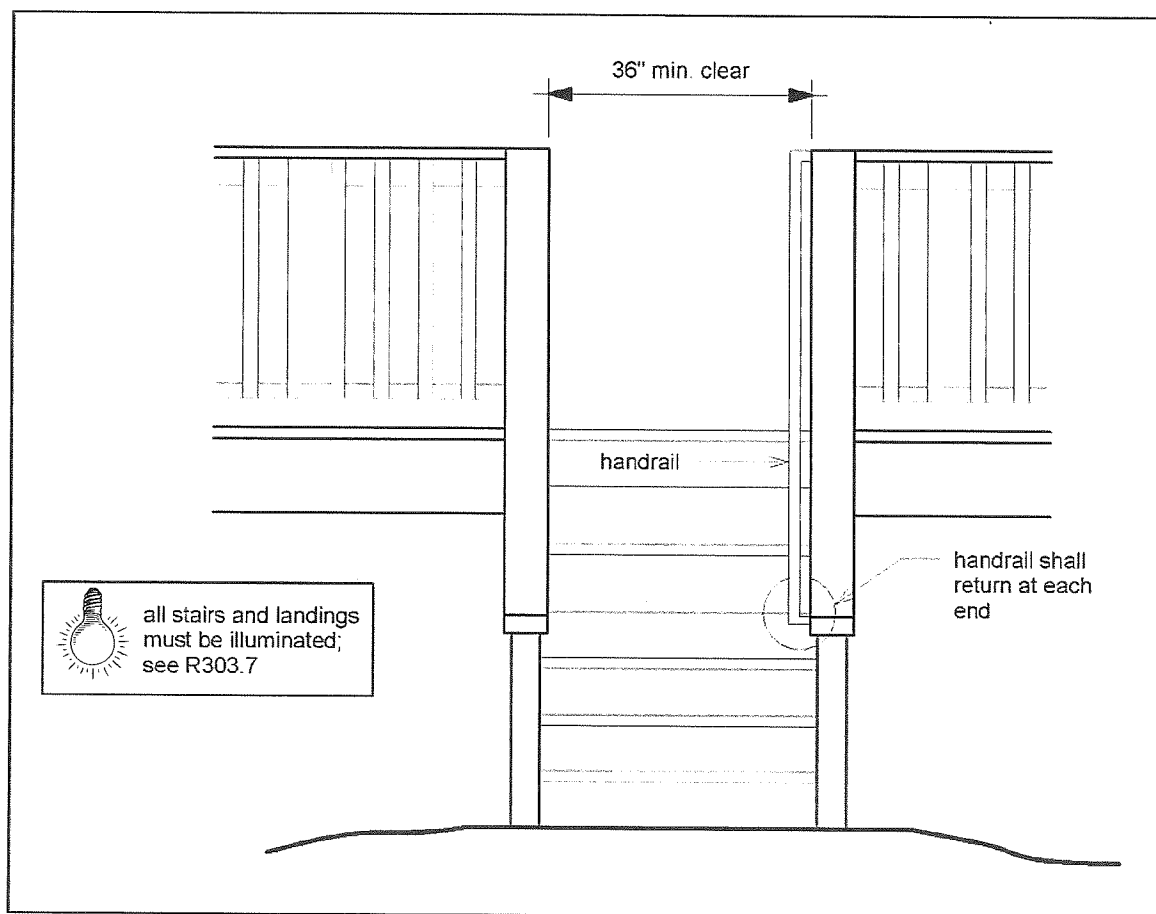 36" min. clear
handrail
handrail shall
return at each
end
all stairs and landings
must be illuminated;
see R303.7